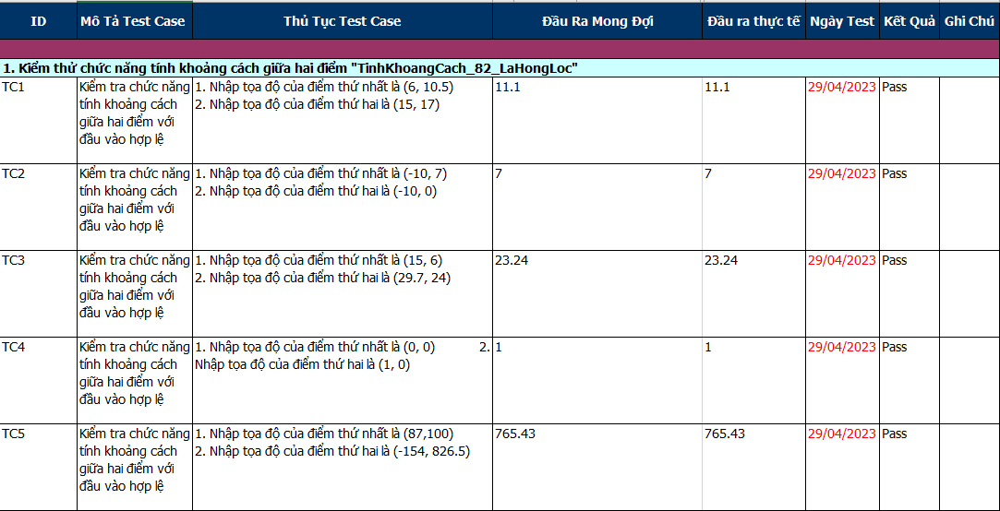 ID Mô Tả Test Case Thủ Tục Test Case Đầu Ra Mong Đợi Đầu ra thực tế Ngày Test Kết Quả Ghi Chú
1. Kiểm thử chức năng tính khoảng cách giữa hai điểm "TinhKhoangCach_82_LaHongLoc"
TC1 Kiểm tra chức năng 1. Nhập tọa độ của điểm thứ nhất là (6, 10.5) 11.1 11.1 29/04/2023 Pass
tính khoảng cách 2. Nhập tọa độ của điểm thứ hai là (15, 17)
giữa hai điểm với
đầu vào hợp lệ
TC2 Kiểm tra chức năng 1. Nhập tọa độ của điểm thứ nhất là (-10, 7) 7 7 29/04/2023 Pass
tính khoảng cách 2. Nhập tọa độ của điểm thứ hai là (-10, 0)
giữa hai điểm với
đầu vào hợp lệ
TC3 Kiểm tra chức năng 1. Nhập tọa độ của điểm thứ nhất là (15, 6) 23.24 23.24 29/04/2023 Pass
tính khoảng cách 2. Nhập tọa độ của điểm thứ hai là (29.7, 24)
giữa hai điểm với
đầu vào hợp lệ
TC4 Kiểm tra chức năng 1. Nhập tọa độ của điểm thứ nhất là (0, 0) 2. 1 1 29/04/2023 Pass
tính khoảng cách Nhập tọa độ của điểm thứ hai là (1, 0)
giữa hai điểm với
đầu vào hợp lệ
TC5 Kiểm tra chức năng 1. Nhập tọa độ của điểm thứ nhất là (87,100) 765.43 765.43 29/04/2023 Pass
tính khoảng cách 2. Nhập tọa độ của điểm thứ hai là (-154, 826.5)
giữa hai điểm với
đầu vào hợp lệ